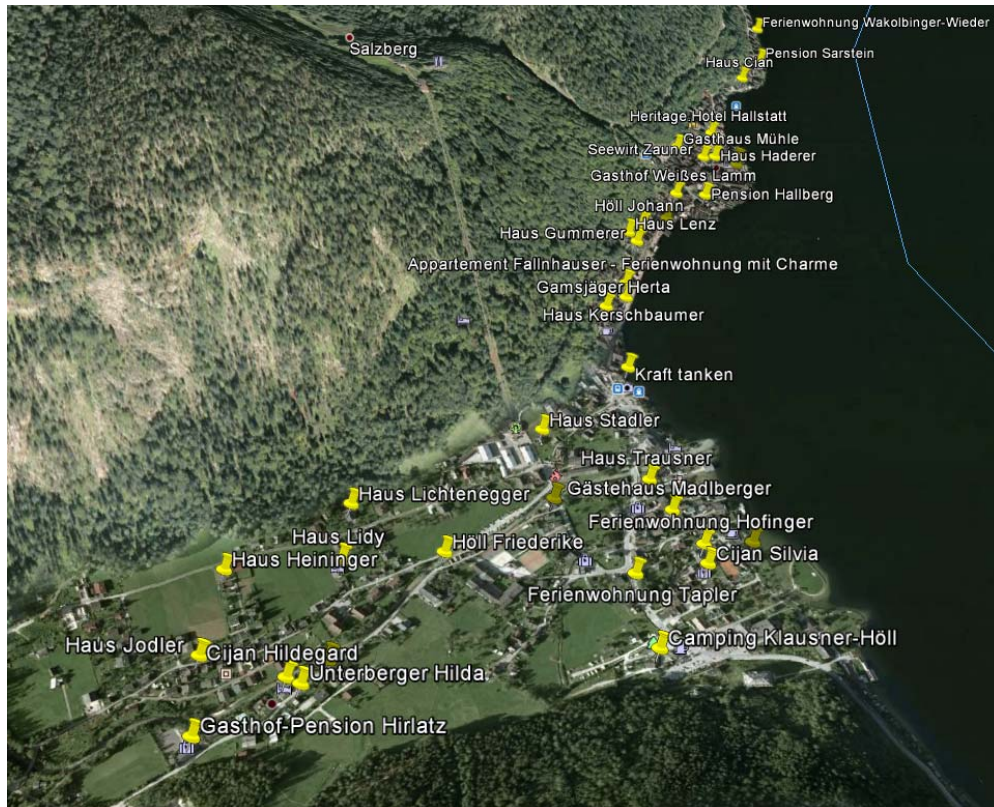 Ferienwohnung Wakolbinger-Wieder
Salzberg
Pension Sarstein
Haus Cian
Heritage.Hotel Hallstatt
Gasthaus Mühle
Seewirt Zauner
Haus Haderer
Gasthof Weißes Lamm
Pension Hallberg
Höll Johann
Haus Lenz
Haus Gummerer
Appartement Fallnhauser - Ferienwohnung mit Charme
Gamsjäger Herta
Haus Kerschbaumer
Kraft tanken
Haus Stadler
Haus Trausner
Gästehaus Madlberger
Haus Lichtenegger
Ferienwohnung Hofinger
Haus Lidy
Höll Friederike
Haus Heininger
Cijan Silvia
Ferienwohnung Tapler
Camping Klausner-Höll
Haus Jodler
Cijan Hildegard
Unterberger Hilda
Gasthof-Pension Hirlatz